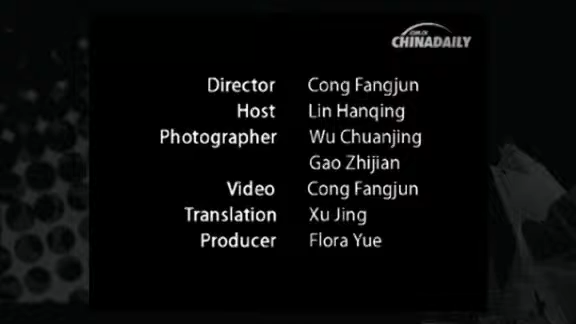 CHINADAILY
Director Cong Fangjun
Host Lin Hanqing
Photographer Wu Chuanjing
Gao Zhijian
Video Cong Fangjun
Translation Xu Jing
Producer Flora Yue